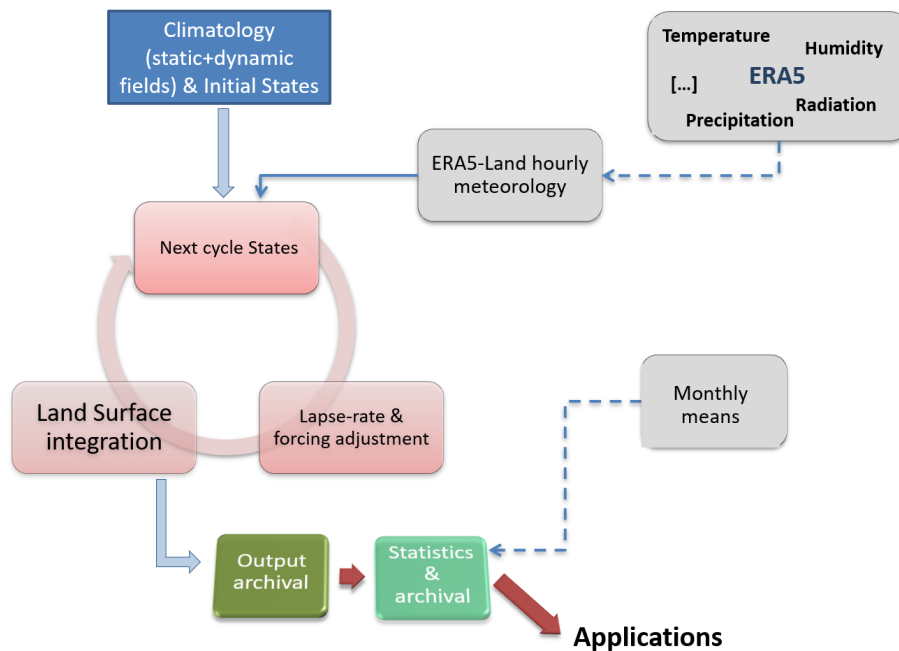 Climatology
(static+dynamic
fields) & Initial States
Temperature
Humidity
ERA5
[...]
Radiation
Precipitation
ERA5-Land hourly
meteorology
Next cycle States
Land Surface
integration
Lapse-rate &
forcing adjustment
Monthly
means
Output
archival
Statistics
&
archival
Applications